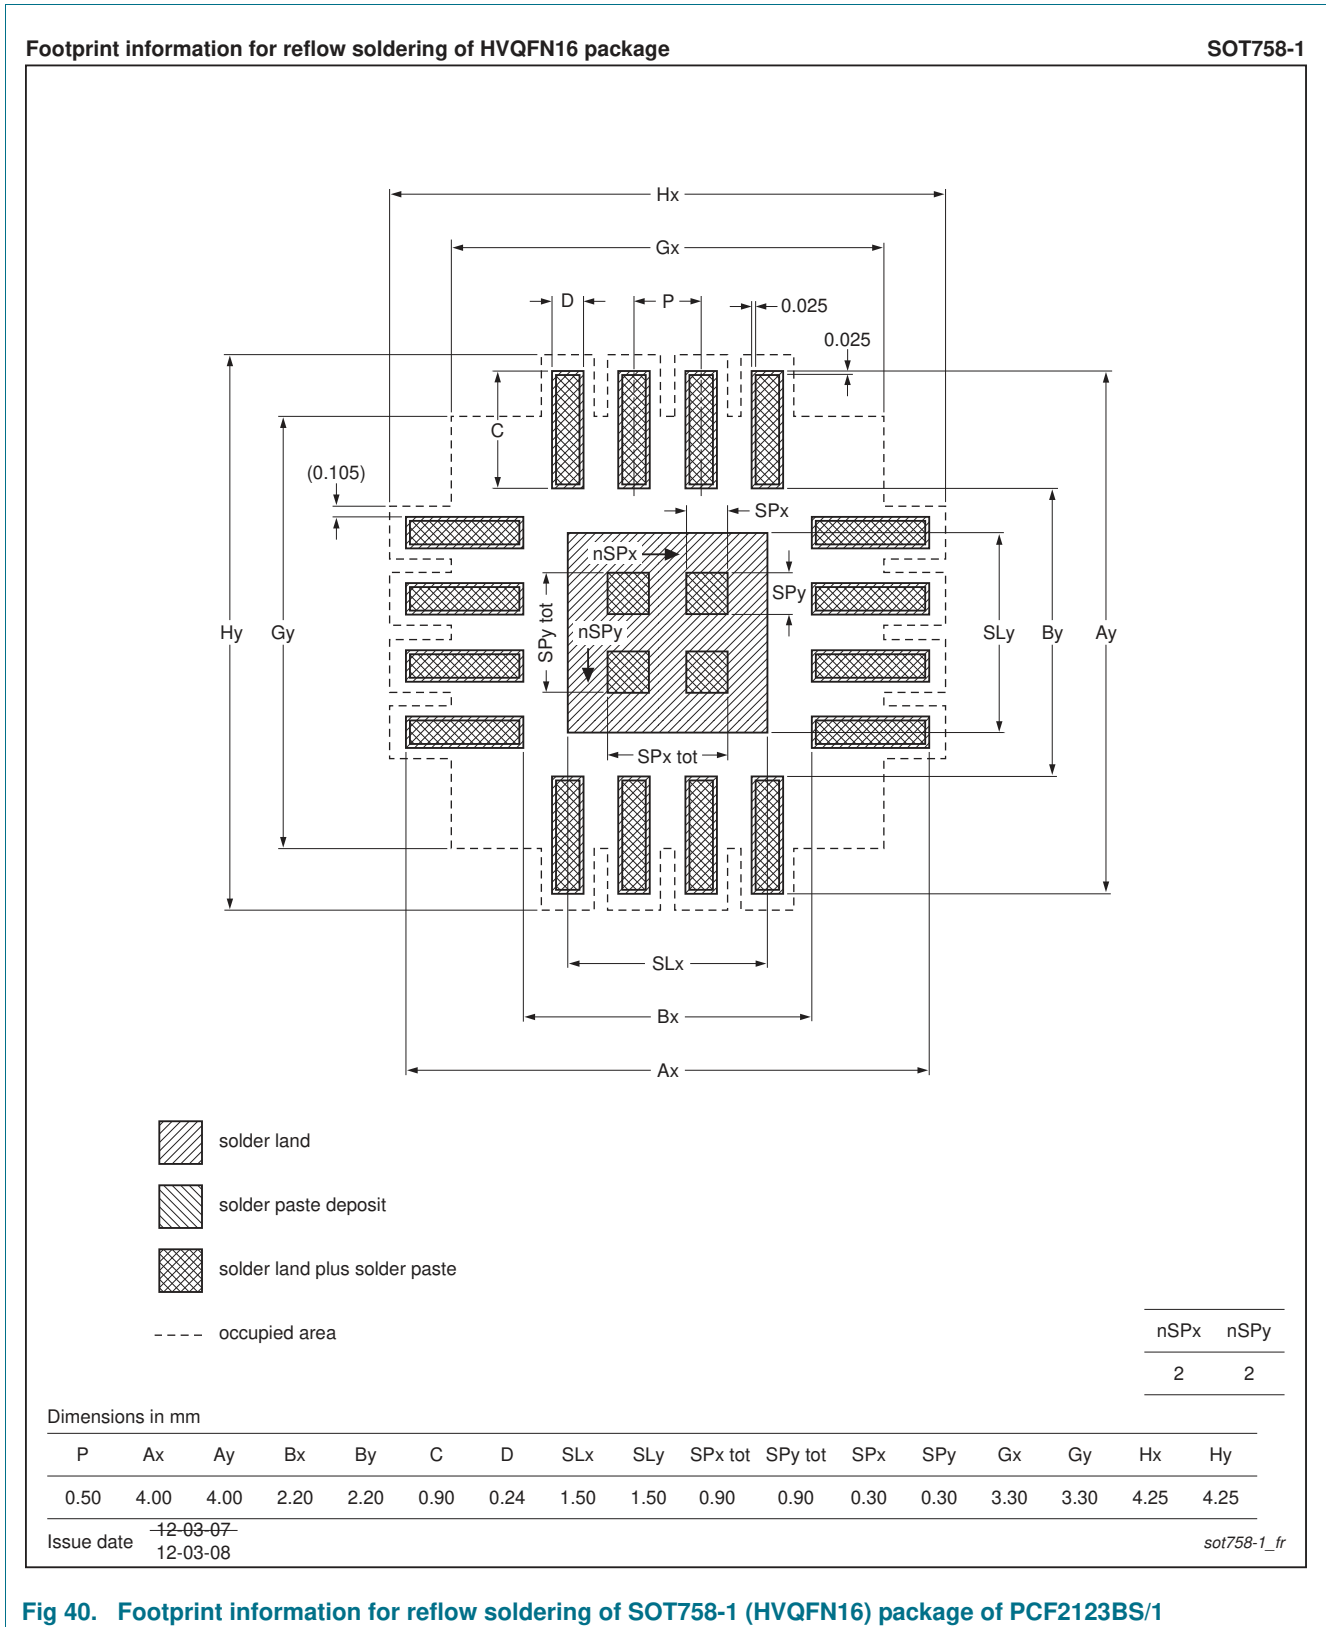 Footprint information for reflow soldering of HVQFN16 package SOT758-1
Hx
Gx
D P 0.025
0.025
C
(0.105)
SPx
nSPx
SPy
SPy tot
nSPy
Hy Gy SLy By Ay
SPx tot
SLx
Bx
Ax
solder land
solder paste deposit
solder land plus solder paste
occupied area
nSPx nSPy
2 2
Dimensions in mm
P Ax Ay Bx By C D SLx SLy SPx tot SPy tot SPx SPy Gx Gy Hx Hy
0.50 4.00 4.00 2.20 2.20 0.90 0.24 1.50 1.50 0.90 0.90 0.30 0.30 3.30 3.30 4.25 4.25
12-03-07
Issue date
12-03-08
sot758-1_fr
Fig 40. Footprint information for reflow soldering of SOT758-1 (HVQFN16) package of PCF2123BS/1